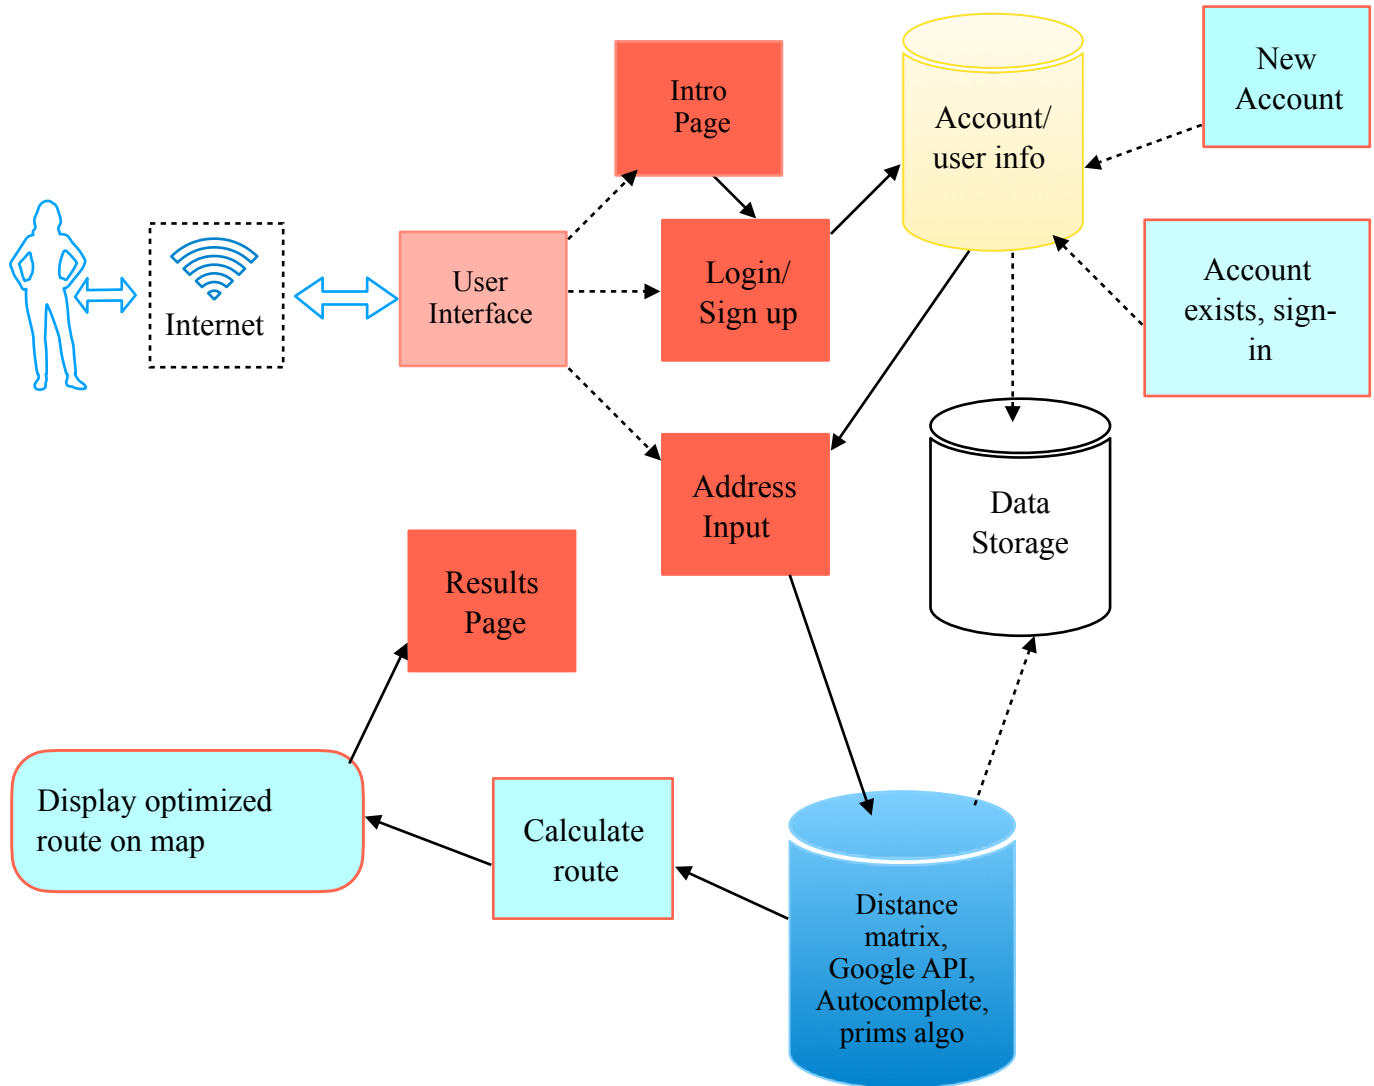 Intro
Page
Account/
user info
New
Account
Internet
User
Interface
Login/
Sign up
Account
exists, sign-
in
Address
Input
Data
Storage
Results
Page
Display optimized
route on map
Calculate
route
Distance
matrix,
Google API,
Autocomplete,
prims algo